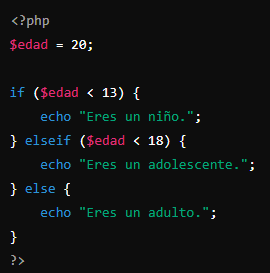 <?php
$edad = 20;

if ($edad < 13) {
    echo "Eres un niño.";
} elseif ($edad < 18) {
    echo "Eres un adolescente.";
} else {
    echo "Eres un adulto.";
}
?>